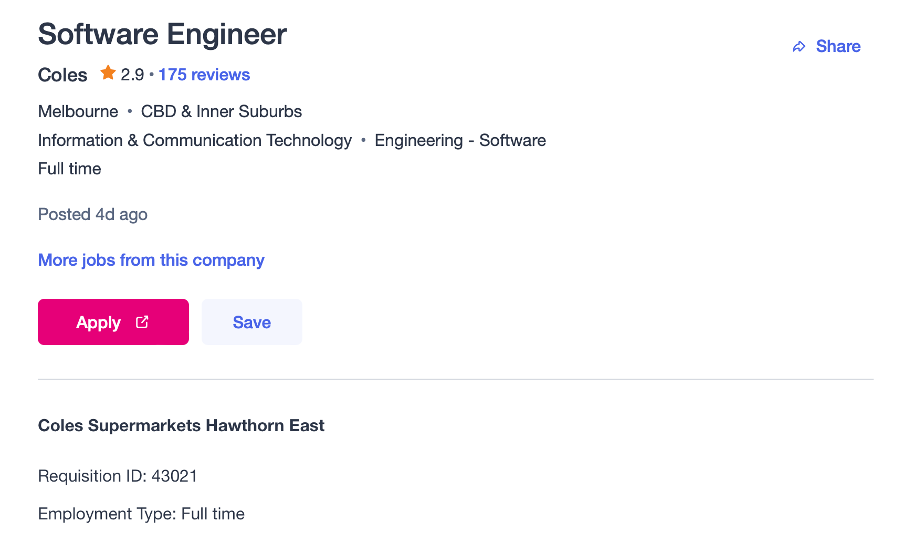 Software Engineer
Share
Coles 2.9 • 175 reviews
Melbourne • CBD & Inner Suburbs
Information & Communication Technology • Engineering - Software
Full time
Posted 4d ago
More jobs from this company
Apply
Save
Coles Supermarkets Hawthorn East
Requisition ID: 43021
Employment Type: Full time